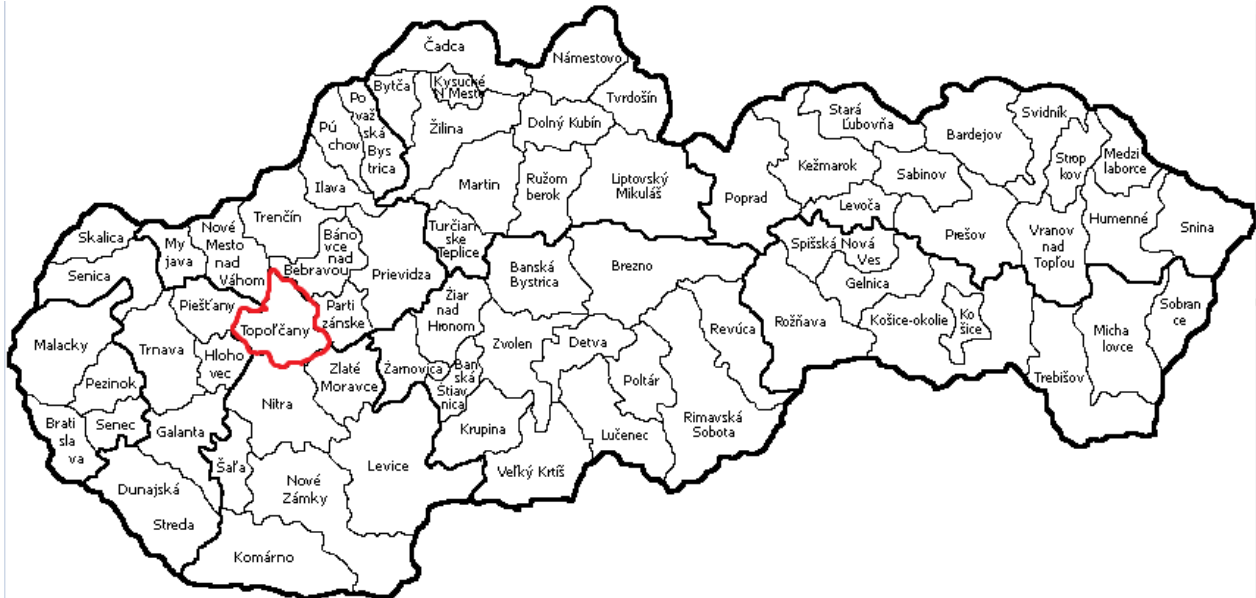 Čadca
Námestovo
Bytča
Kysucké
N Mesto
Tvrdošín
Po
važ
ská
Bys
trica
Pú
chov
Žilina
Dolný Kubín
Stará
Ľubovňa
Bardejov
Svidník
Strop
kov
Medzi
laborce
Ilava
Martin
Ružom
berok
Liptovský
Mikuláš
Poprad
Kežmarok
Sabinov
Levoča
Prešov
Vranov
nad
Topľou
Humenné
Snina
Skalica
Senica
My
java
Nové
Mesto
nad
Váhom
Trenčín
Báno
vce nad
Bebravou
Prievidza
Turčian
ske
Teplice
Banská
Bystrica
Brezno
Spišská Nová
Ves
Gelnica
Rožňava
Košice-okolie
Ko
šice
Trebišov
Micha
lovce
Sobran
ce
Malacky
Piešťany
Topoľčany
Parti
zánske
Žiar
nad
Hronom
Zvolen
Detva
Revúca
Trnava
Hloho
vec
Zlaté
Moravce
Žarnovica
Ban
ská
Štiav
nica
Poltár
Pezinok
Senec
Brati
sla
va
Galanta
Nitra
Krupina
Lučenec
Rimavská
Sobota
Šaľa
Nové
Zámky
Levice
Veľký Krtíš
Dunajská
Streda
Komárno